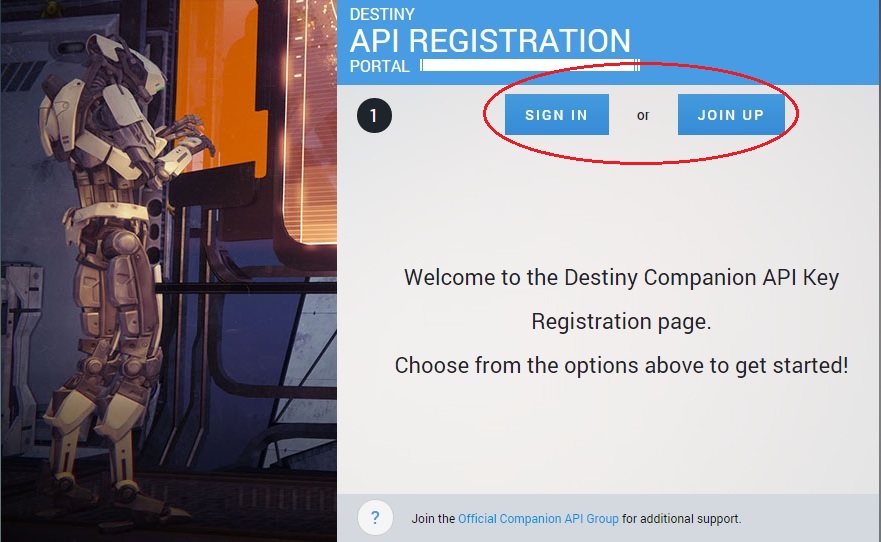 DESTINY
API REGISTRATION
PORTAL
1
SIGN IN or JOIN UP
Welcome to the Destiny Companion API Key
Registration page.
Choose from the options above to get started!
? Join the Official Companion API Group for additional support.